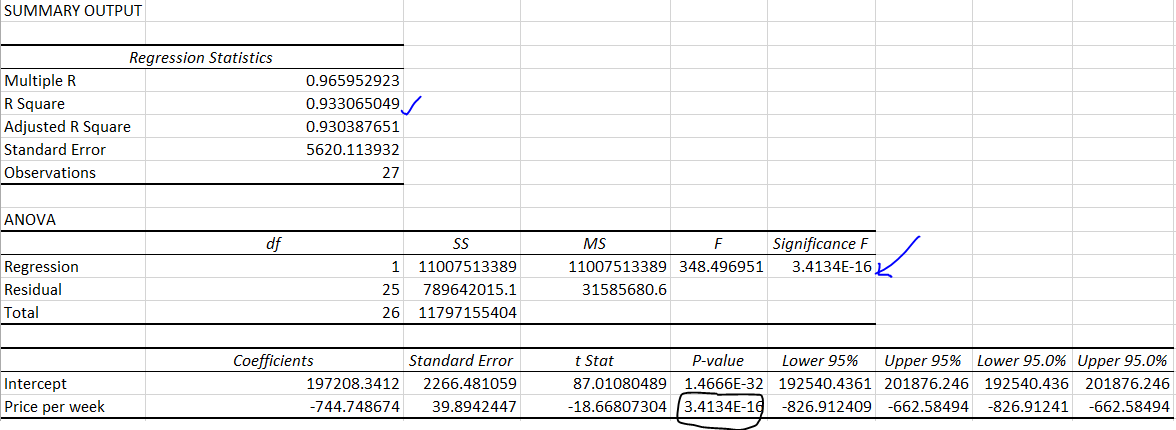 SUMMARY OUTPUT
Regression Statistics
Multiple R 0.965952923
R Square 0.933065049
Adjusted R Square 0.930387651
Standard Error 5620.113932
Observations 27
ANOVA
df SS MS F Significance F
Regression 1 11007513389 11007513389 348.496951 3.4134E-16
Residual 25 789642015.1 31585680.6
Total 26 11797155404
Coefficients Standard Error t Stat P-value Lower 95% Upper 95% Lower 95.0% Upper 95.0%
Intercept 197208.3412 2266.481059 87.01080489 1.4666E-32 192540.4361 201876.246 192540.436 201876.246
Price per week -744.748674 39.8942447 -18.66807304 3.4134E-16 -826.912409 -662.58494 -826.91241 -662.58494